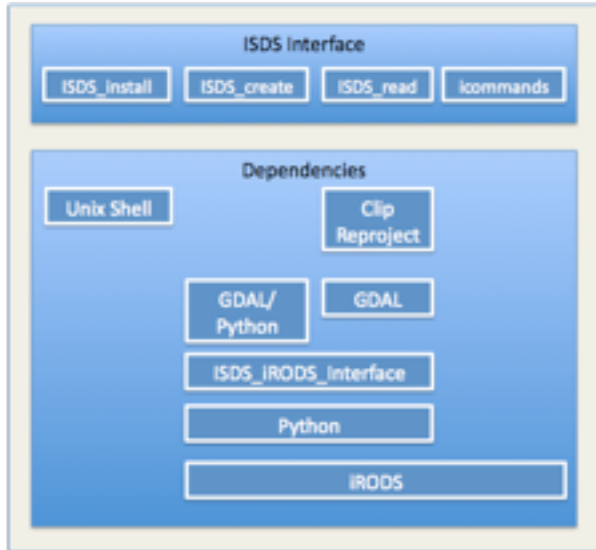 ISDS Interface
ISDS_install ISDS_create ISDS_read icommands
Dependencies
Unix Shell
Clip
Reproject
GDAL/
Python
GDAL
ISDS_iRODS_Interface
Python
iRODS